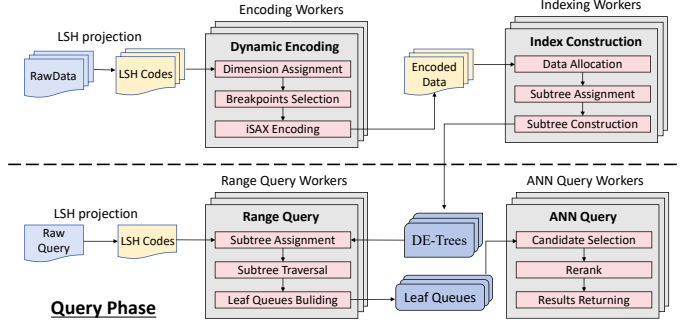 Encoding Workers
Indexing Workers
LSH projection
Dynamic Encoding
Index Construction
RawData
LSH Codes
Dimension Assignment
Breakpoints Selection
iSAX Encoding
Encoded
Data
Data Allocation
Subtree Assignment
Subtree Construction
Range Query Workers
ANN Query Workers
LSH projection
Range Query
ANN Query
Raw
Query
LSH Codes
Subtree Assignment
Subtree Traversal
Leaf Queues Buliding
DE-Trees
Leaf Queues
Candidate Selection
Rerank
Results Returning
Query Phase